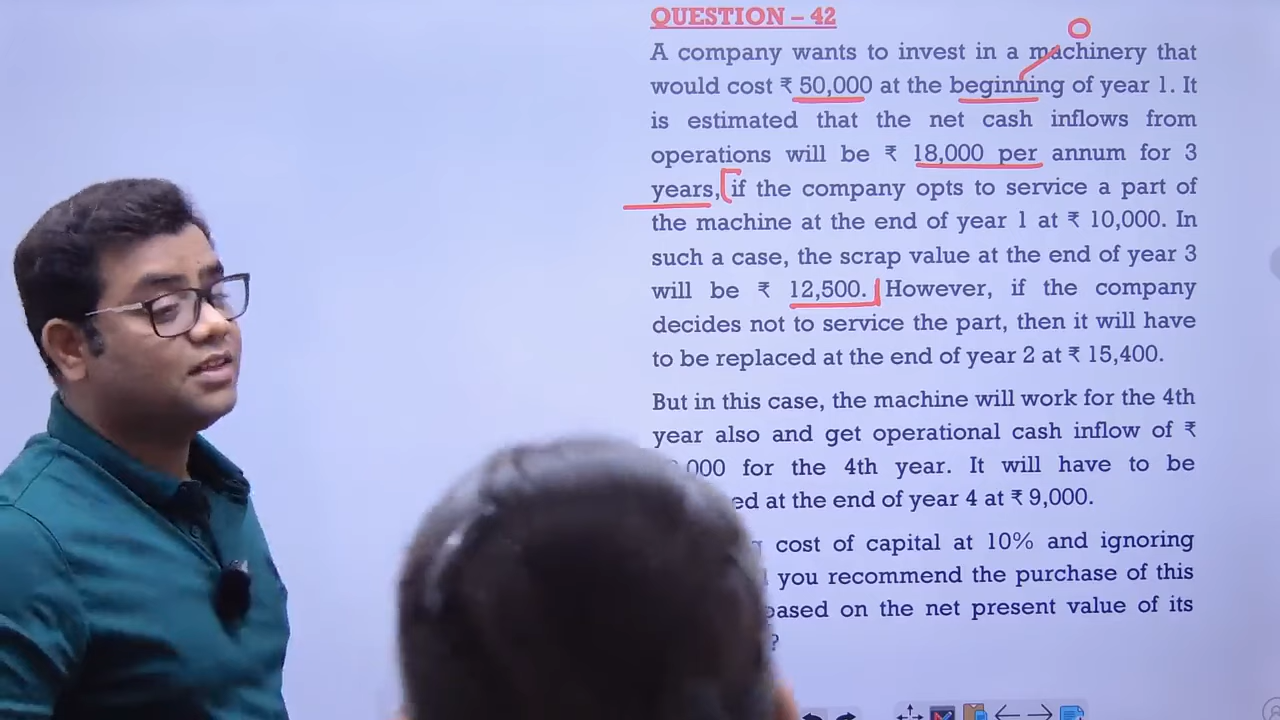 QUESTION – 42
A company wants to invest in a machinery that
would cost ₹ 50,000 at the beginning of year 1. It
is estimated that the net cash inflows from
operations will be ₹ 18,000 per annum for 3
years, if the company opts to service a part of
the machine at the end of year 1 at ₹ 10,000. In
such a case, the scrap value at the end of year 3
will be ₹ 12,500. However, if the company
decides not to service the part, then it will have
to be replaced at the end of year 2 at ₹ 15,400.
But in this case, the machine will work for the 4th
year also and get operational cash inflow of ₹
000 for the 4th year. It will have to be
ed at the end of year 4 at ₹ 9,000.
cost of capital at 10% and ignoring
you recommend the purchase of this
based on the net present value of its
?